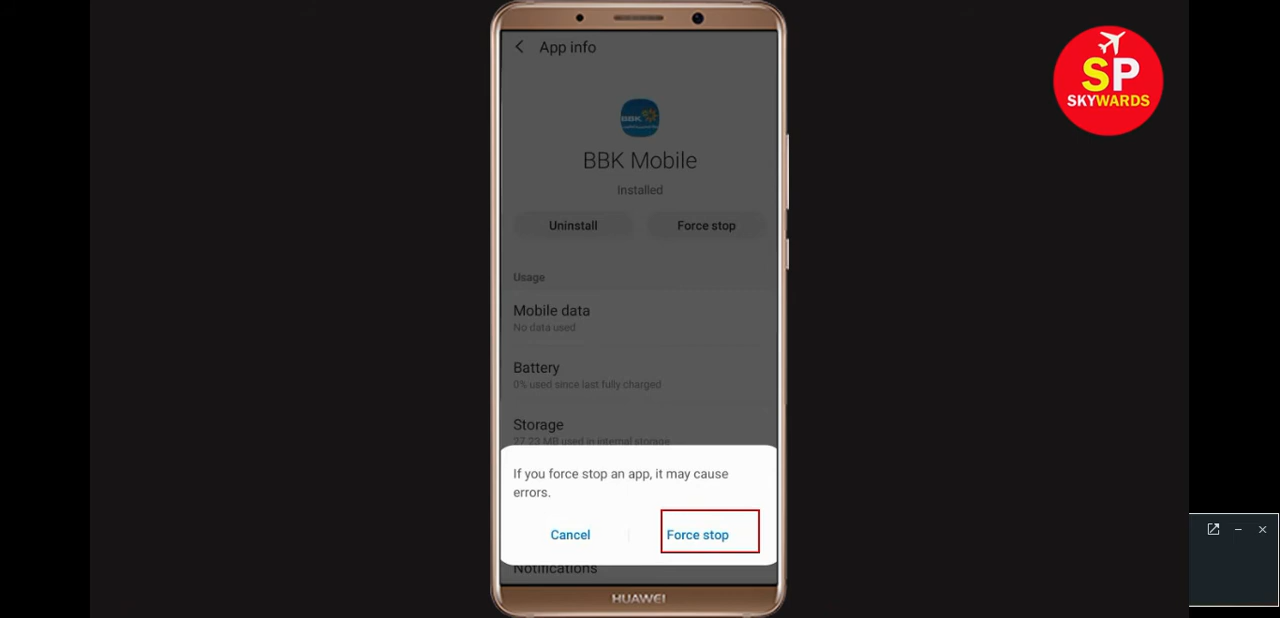 App info
SP
SKYWARDS
BBK
BBK Mobile
Installed
Uninstall
Force stop
Usage
Mobile data
No data used
Battery
0% used since last fully charged
Storage
27.23 MB used in internal storage
If you force stop an app, it may cause
errors.
Cancel
Force stop
Notifications
HUAWEI